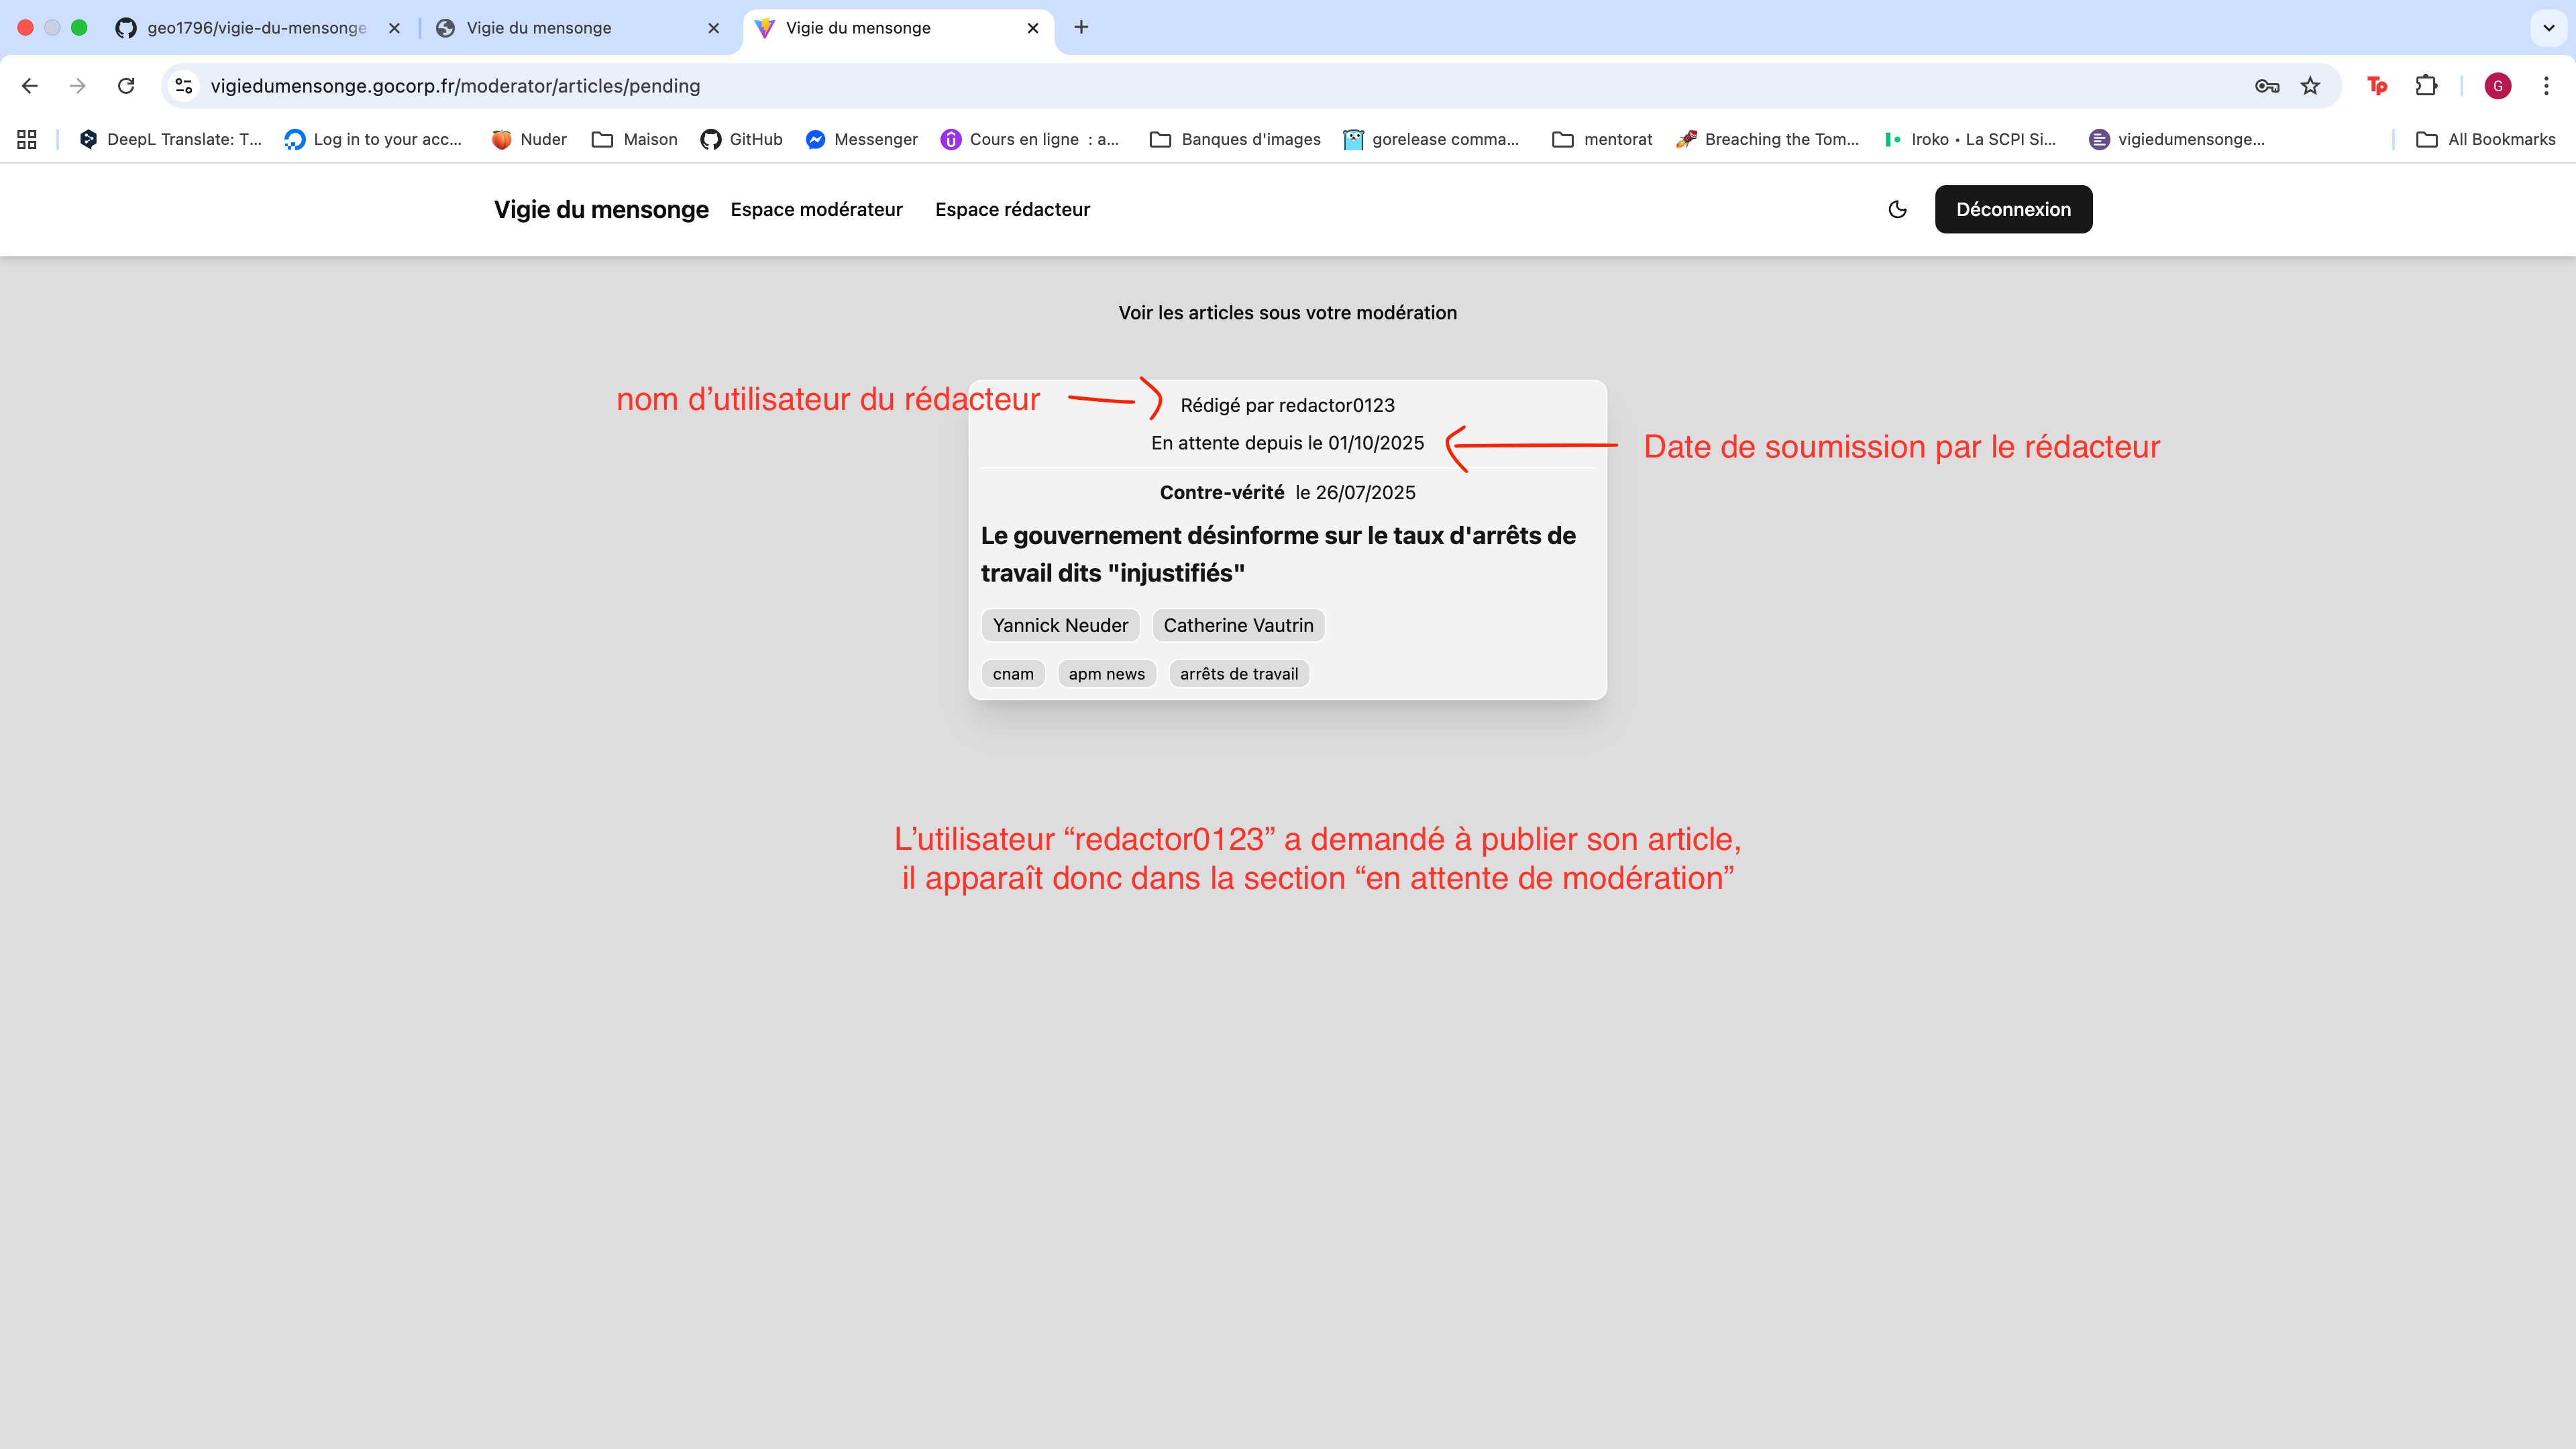 geo1796/vigie-du-mensonge
Vigie du mensonge
Vigie du mensonge
vigiedumensonge.gocorp.fr/moderator/articles/pending
G
DeepL Translate: T...
Log in to your acc...
Nuder
Maison
GitHub
Messenger
Cours en ligne : a...
Banques d'images
gorelease comma...
mentorat
Breaching the Tom...
Iroko • La SCPI Si...
vigiedumensonge...
All Bookmarks
Vigie du mensonge
Espace modérateur
Espace rédacteur
Déconnexion
Voir les articles sous votre modération
nom d’utilisateur du rédacteur
Rédigé par redactor0123
En attente depuis le 01/10/2025
Date de soumission par le rédacteur
Contre-vérité le 26/07/2025
Le gouvernement désinforme sur le taux d'arrêts de
travail dits "injustifiés"
Yannick Neuder
Catherine Vautrin
cnam
apm news
arrêts de travail
L’utilisateur “redactor0123” a demandé à publier son article,
il apparaît donc dans la section “en attente de modération”